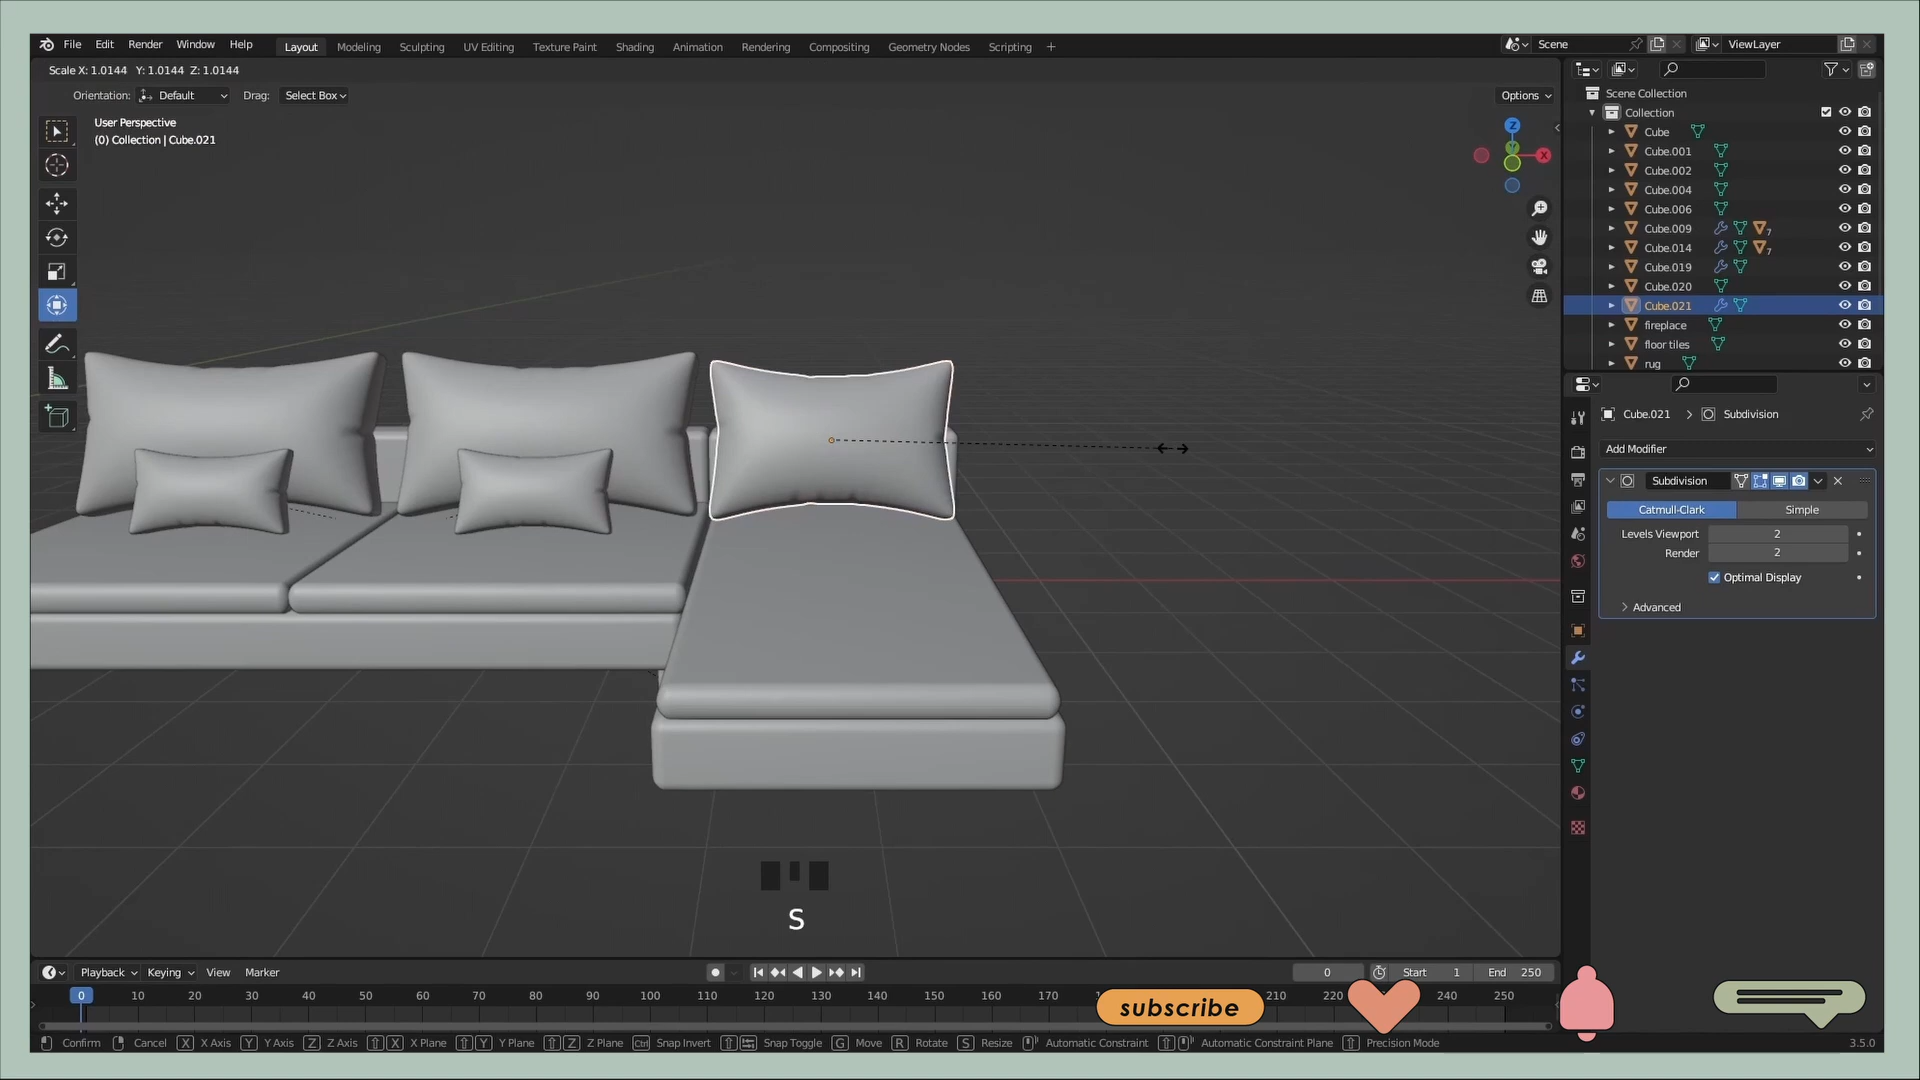 File Edit Render Window Help Layout Modeling Sculpting UV Editing Texture Paint Shading Animation Rendering Compositing Geometry Nodes Scripting + Scene ViewLayer
Scale X: 1.0144 Y: 1.0144 Z: 1.0144
Orientation: Default Drag: Select Box Options
User Perspective
(0) Collection | Cube.021
Z
X
Scene Collection
Collection
Cube
Cube.001
Cube.002
Cube.004
Cube.006
Cube.009 7
Cube.014 7
Cube.019
Cube.020
Cube.021
fireplace
floor tiles
rug
Cube.021 > Subdivision
Add Modifier
Subdivision
Catmull-Clark Simple
Levels Viewport 2
Render 2
Optimal Display
Advanced
S
Playback Keying View Marker 0 Start 1 End 250
0 10 20 30 40 50 60 70 80 90 100 110 120 130 140 150 160 170 210 220 240 250
subscribe
Confirm Cancel X X Axis Y Y Axis Z Z Axis X X Plane Y Y Plane Z Z Plane Ctrl Snap Invert Snap Toggle G Move R Rotate S Resize Automatic Constraint Automatic Constraint Plane Precision Mode 3.5.0